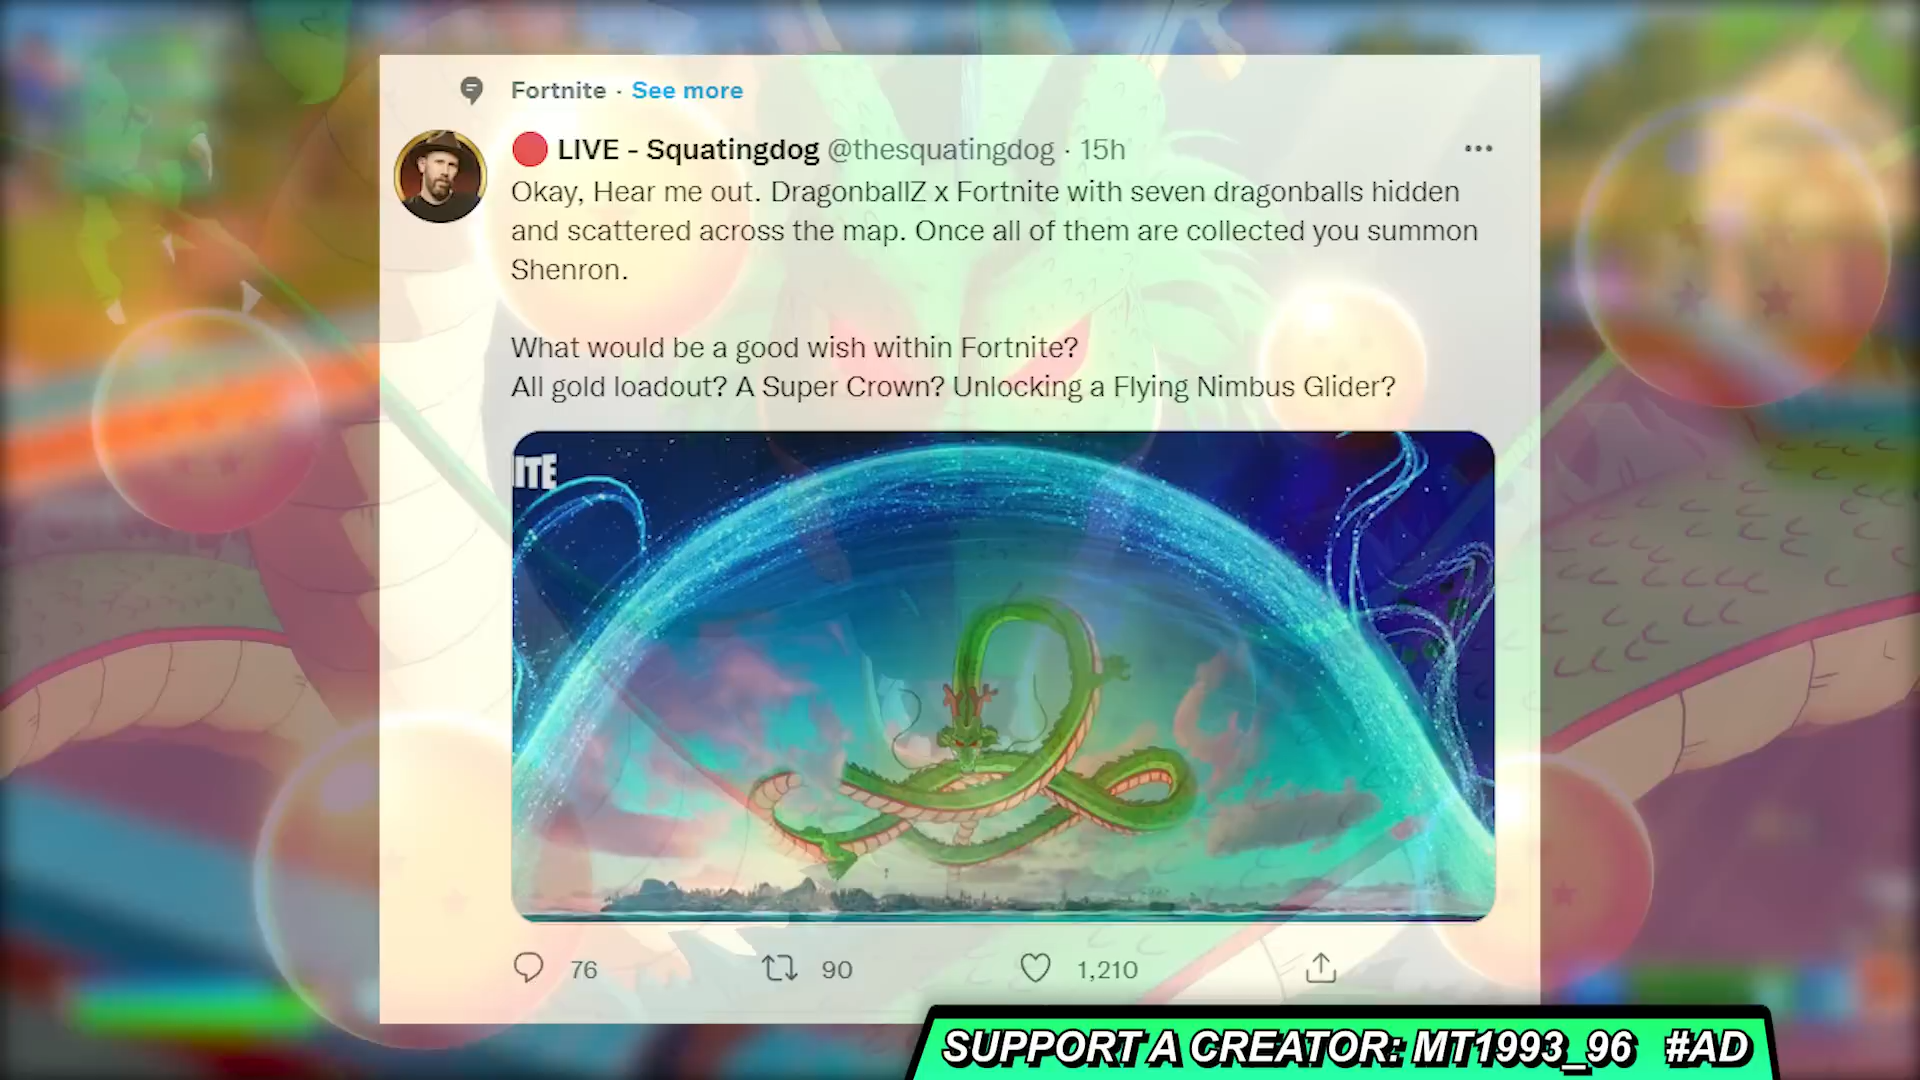 Fortnite · See more
LIVE - Squatingdog @thesquatingdog · 15h
Okay, Hear me out. DragonballZ x Fortnite with seven dragonballs hidden
and scattered across the map. Once all of them are collected you summon
Shenron.
What would be a good wish within Fortnite?
All gold loadout? A Super Crown? Unlocking a Flying Nimbus Glider?
ITE
76 90 1,210
SUPPORT A CREATOR: MT1993_96 #AD